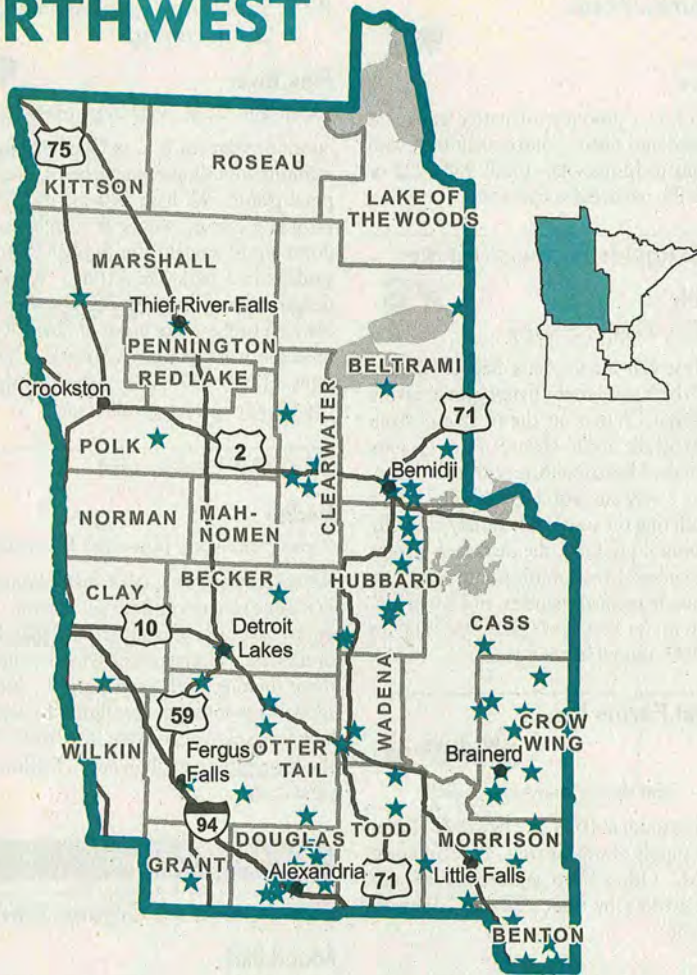 RTHWEST
75
KITTSON
ROSEAU
LAKE OF
THE WOODS
MARSHALL
Thief River Falls
PENNINGTON
RED LAKE
BELTRAMI
Crookston
71
POLK
2
CLEARWATER
Bemidji
NORMAN
MAH-
NOMEN
HUBBARD
BECKER
CLAY
10
Detroit
Lakes
CASS
WADENA
59
CROW
WING
WILKIN
Fergus
Falls
OTTER
TAIL
Brainerd
94
DOUGLAS
TODD
MORRISON
GRANT
Alexandria
71
Little Falls
BENTON